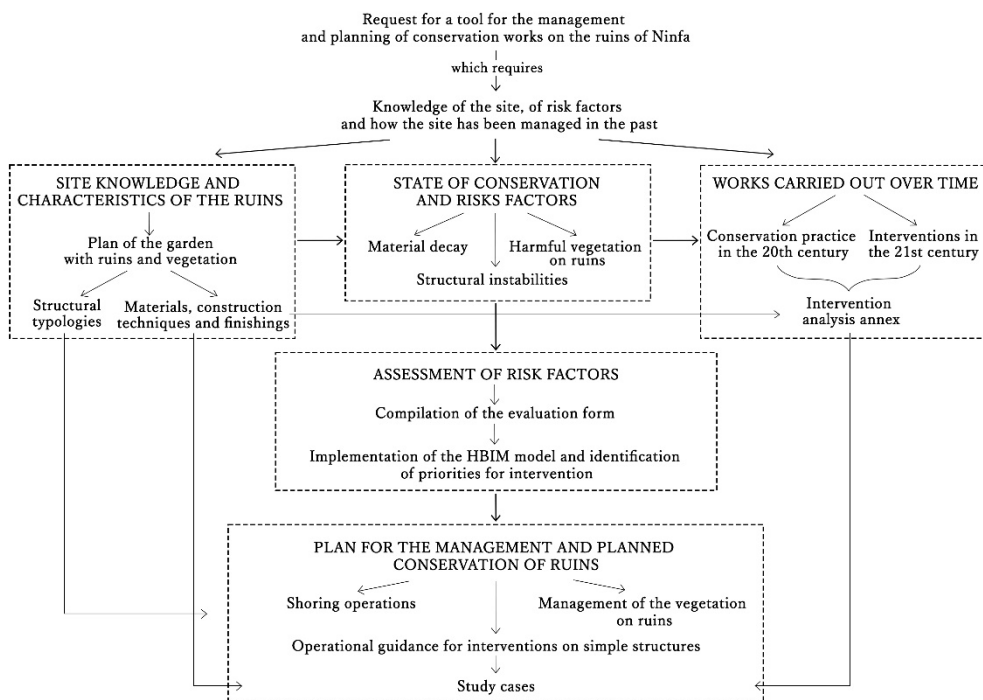 Request for a tool for the management
and planning of conservation works on the ruins of Ninfa
which requires
Knowledge of the site, of risk factors
and how the site has been managed in the past
SITE KNOWLEDGE AND
CHARACTERISTICS OF THE RUINS
Plan of the garden
with ruins and vegetation
Structural
typologies
Materials, construction
techniques and finishings
STATE OF CONSERVATION
AND RISKS FACTORS
Material decay
Harmful vegetation
on ruins
Structural instabilities
WORKS CARRIED OUT OVER TIME
Conservation practice
in the 20th century
Interventions in
the 21st century
Intervention
analysis annex
ASSESSMENT OF RISK FACTORS
Compilation of the evaluation form
Implementation of the HBIM model and identification
of priorities for intervention
PLAN FOR THE MANAGEMENT AND PLANNED
CONSERVATION OF RUINS
Shoring operations
Management of the vegetation
on ruins
Operational guidance for interventions on simple structures
Study cases